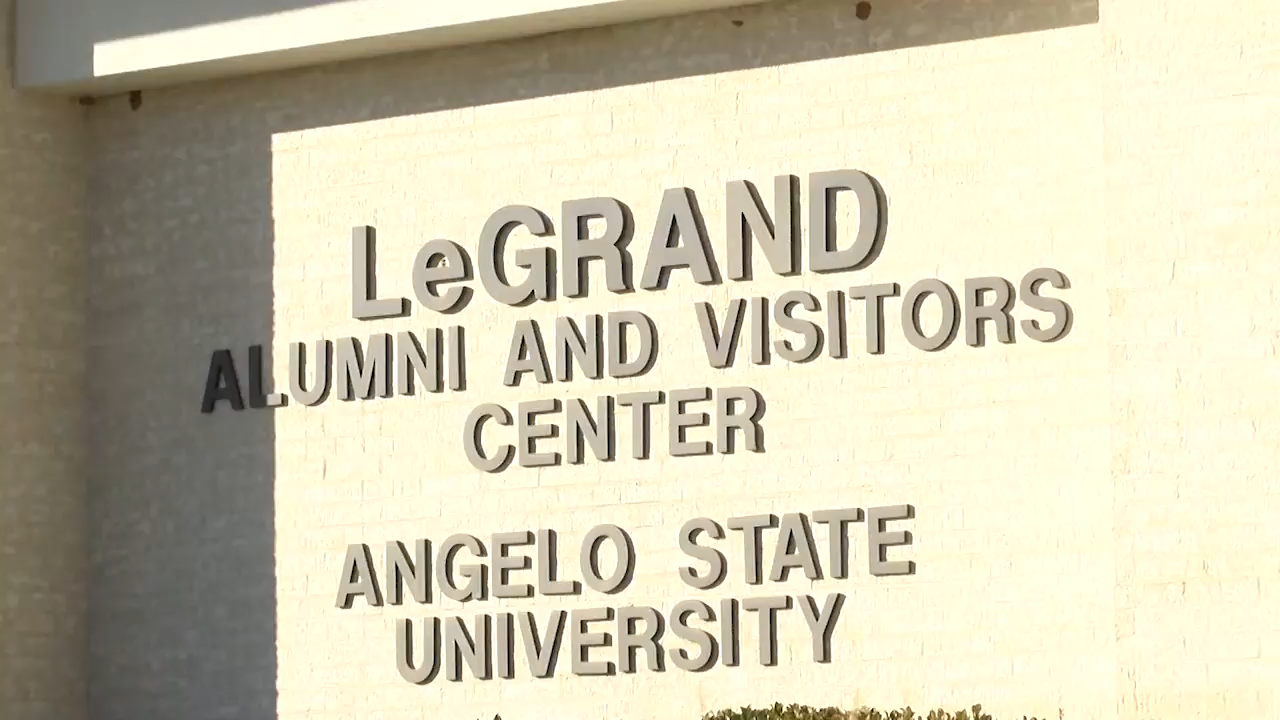 LeGRAND
ALUMNI AND VISITORS
CENTER
ANGELO STATE
UNIVERSITY